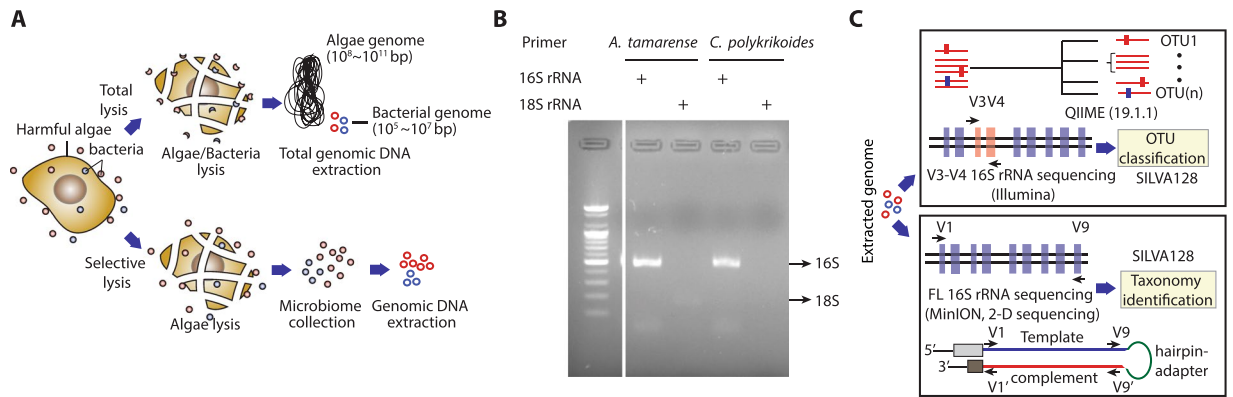 A
Algae genome
(10⁸~10¹¹ bp)
Total
lysis
Bacterial genome
(10⁵~10⁷ bp)
Harmful algae
bacteria
Algae/Bacteria
lysis
Total genomic DNA
extraction
Selective
lysis
Algae lysis
Microbiome
collection
Genomic DNA
extraction
B
Primer
A. tamarense
C. polykrikoides
16S rRNA + +
18S rRNA + +
16S
18S
C
Extracted genome
OTU1
OTU(n)
QIIME (19.1.1)
V3V4
OTU
classification
SILVA128
V3-V4 16S rRNA sequencing
(Illumina)
V1 V9
SILVA128
Taxonomy
identification
FL 16S rRNA sequencing
(MinION, 2-D sequencing)
V1 V9
5′ Template
hairpin-
adapter
3′ complement
V1′ V9′